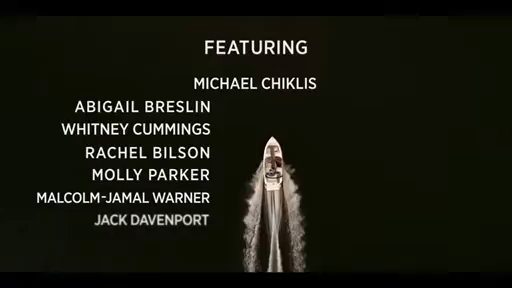 FEATURING
MICHAEL CHIKLIS
ABIGAIL BRESLIN
WHITNEY CUMMINGS
RACHEL BILSON
MOLLY PARKER
MALCOLM-JAMAL WARNER
JACK DAVENPORT